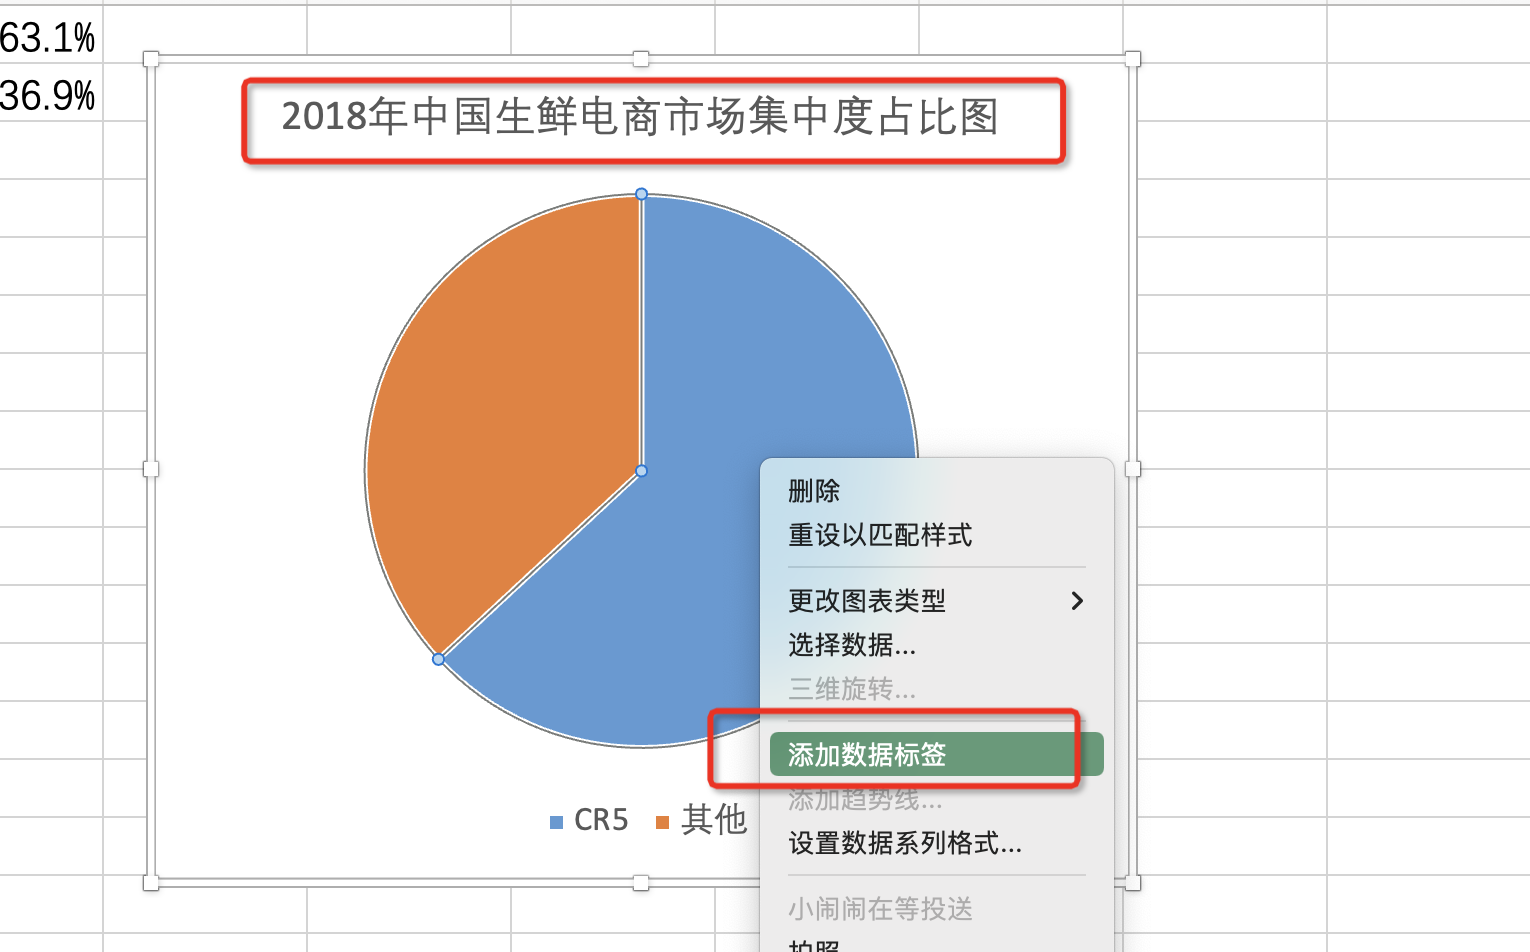 63.1%
36.9%
2018年中国生鲜电商市场集中度占比图
删除
重设以匹配样式
更改图表类型
选择数据...
三维旋转...
添加数据标签
添加趋势线...
设置数据系列格式...
小闹闹在等投送
拍照
CR5 其他